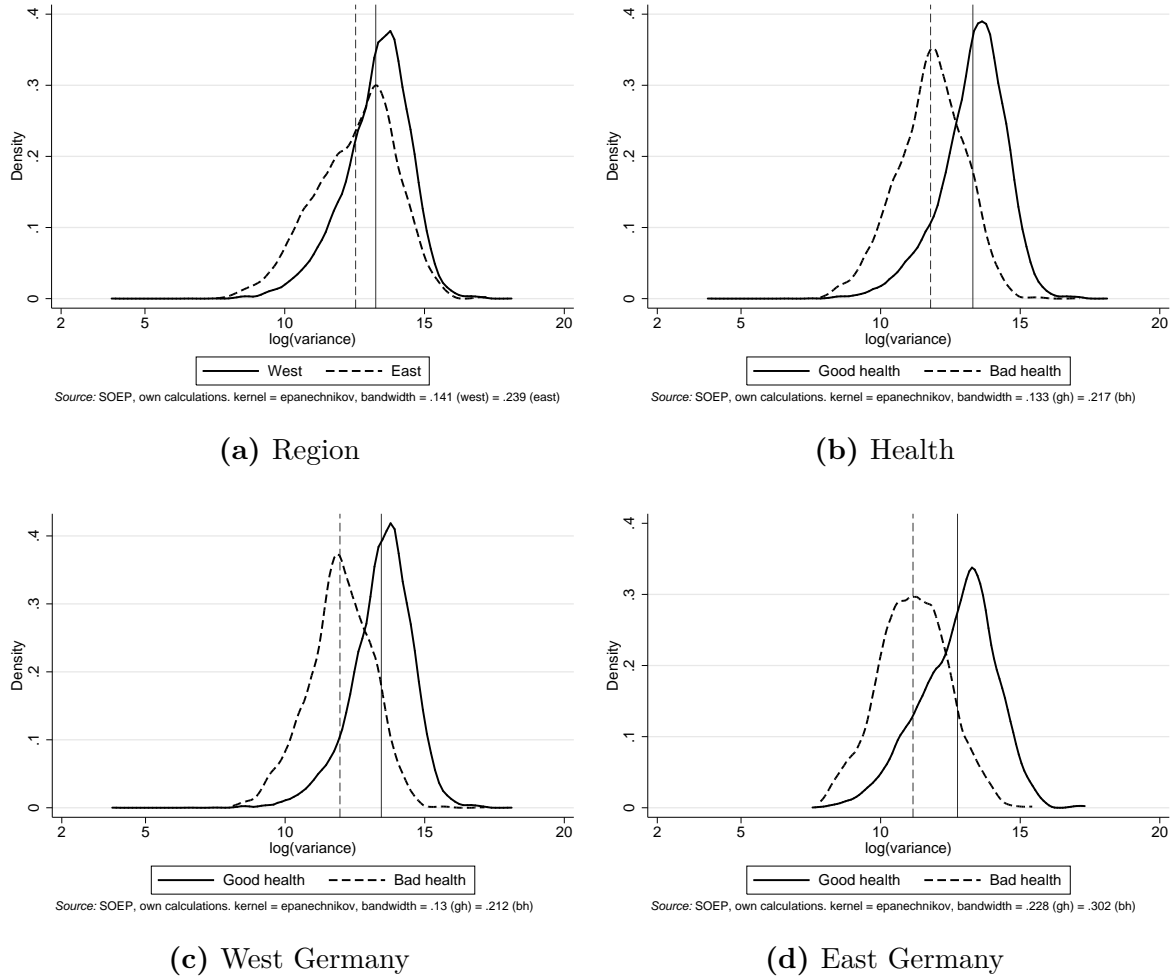 .4
.3
.2
.1
0
Density
2 5 10 15 20
log(variance)
West East
Source: SOEP, own calculations. kernel = epanechnikov, bandwidth = .141 (west) = .239 (east)
(a) Region
.4
.3
.2
.1
0
Density
2 5 10 15 20
log(variance)
Good health Bad health
Source: SOEP, own calculations. kernel = epanechnikov, bandwidth = .133 (gh) = .217 (bh)
(b) Health
.4
.3
.2
.1
0
Density
2 5 10 15 20
log(variance)
Good health Bad health
Source: SOEP, own calculations. kernel = epanechnikov, bandwidth = .13 (gh) = .212 (bh)
(c) West Germany
.4
.3
.2
.1
0
Density
2 5 10 15 20
log(variance)
Good health Bad health
Source: SOEP, own calculations. kernel = epanechnikov, bandwidth = .228 (gh) = .302 (bh)
(d) East Germany